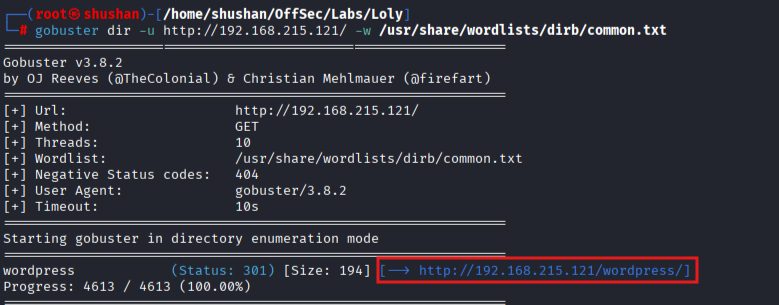 ┌──(root㉿shushan)-[/home/shushan/OffSec/Labs/Loly]
└─# gobuster dir -u http://192.168.215.121/ -w /usr/share/wordlists/dirb/common.txt
===============================================================
Gobuster v3.8.2
by OJ Reeves (@TheColonial) & Christian Mehlmauer (@firefart)
===============================================================
[+] Url:                     http://192.168.215.121/
[+] Method:                  GET
[+] Threads:                 10
[+] Wordlist:                /usr/share/wordlists/dirb/common.txt
[+] Negative Status codes:   404
[+] User Agent:              gobuster/3.8.2
[+] Timeout:                 10s
===============================================================
Starting gobuster in directory enumeration mode
===============================================================
wordpress            (Status: 301) [Size: 194] [--> http://192.168.215.121/wordpress/]
Progress: 4613 / 4613 (100.00%)
===============================================================